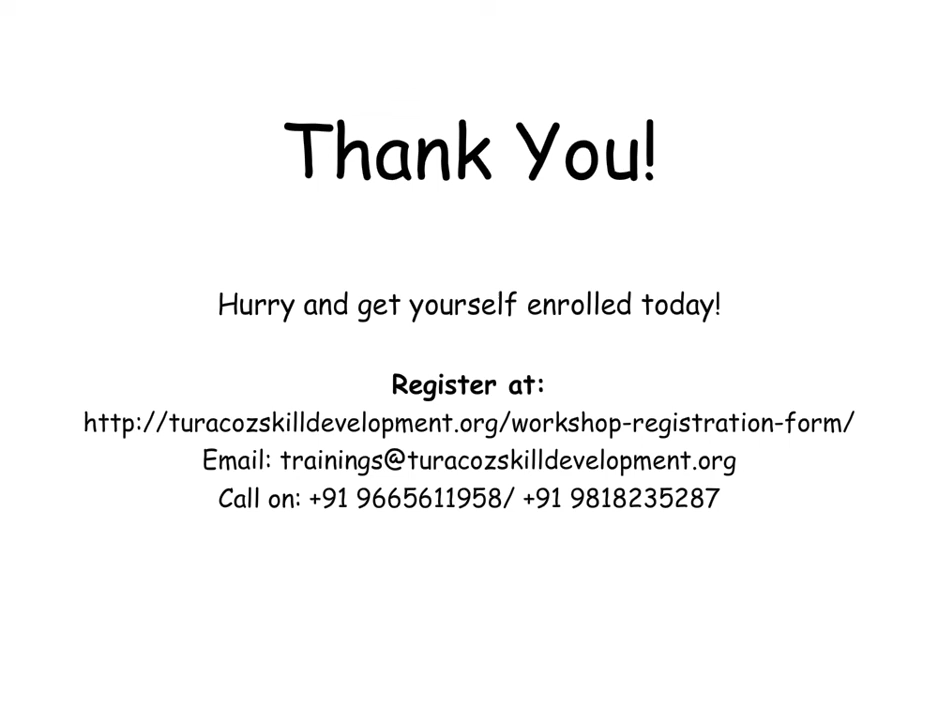 Thank You!
Hurry and get yourself enrolled today!
Register at:
http://turacozskilldevelopment.org/workshop-registration-form/
Email: trainings@turacozskilldevelopment.org
Call on: +91 9665611958/ +91 9818235287